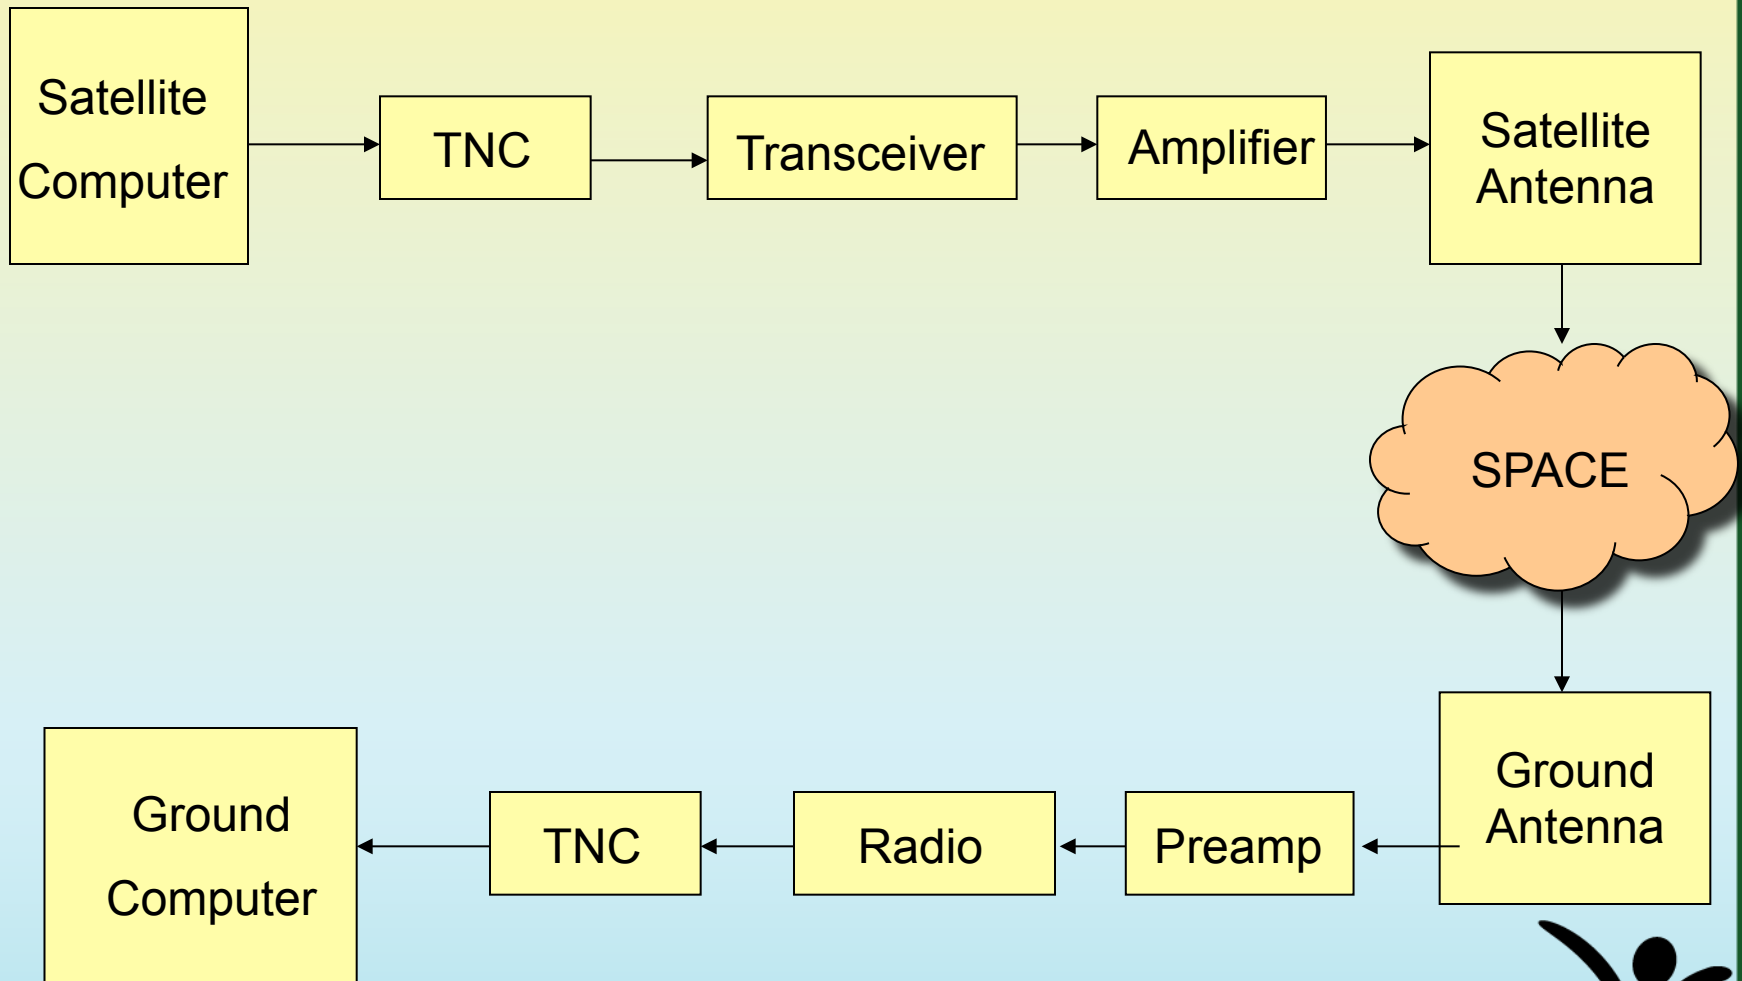 Satellite
Computer
TNC
Transceiver
Amplifier
Satellite
Antenna
SPACE
Ground
Antenna
Preamp
Radio
TNC
Ground
Computer